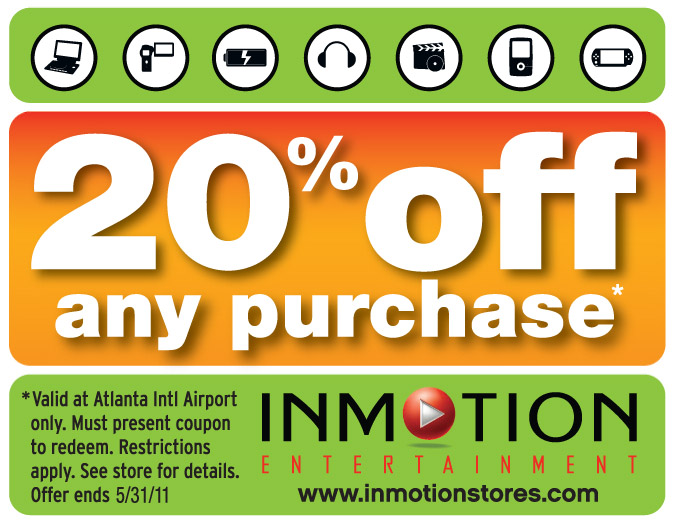 20% off
any purchase*
*Valid at Atlanta Intl Airport
only. Must present coupon
to redeem. Restrictions
apply. See store for details.
Offer ends 5/31/11
INMOTION
ENTERTAINMENT
www.inmotionstores.com